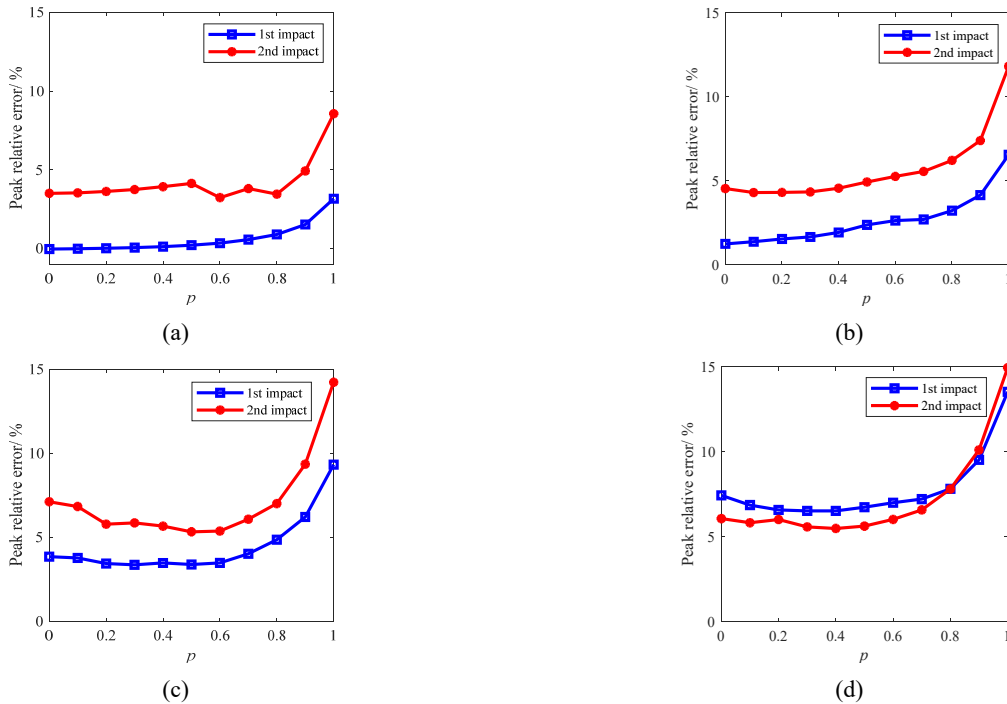 15
10
5
0
Peak relative error/ %
1st impact
2nd impact
0 0.2 0.4 0.6 0.8 1
p
(a)
15
10
5
0
Peak relative error/ %
1st impact
2nd impact
0 0.2 0.4 0.6 0.8 1
p
(b)
15
10
5
0
Peak relative error/ %
1st impact
2nd impact
0 0.2 0.4 0.6 0.8 1
p
(c)
15
10
5
0
Peak relative error/ %
1st impact
2nd impact
0 0.2 0.4 0.6 0.8 1
p
(d)